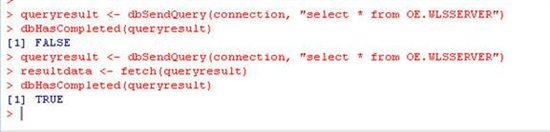 > queryresult <- dbSendQuery(connection, "select * from OE.WLSSERVER")
> dbHasCompleted(queryresult)
[1] FALSE
> queryresult <- dbSendQuery(connection, "select * from OE.WLSSERVER")
> resultdata <- fetch(queryresult)
> dbHasCompleted(queryresult)
[1] TRUE
>